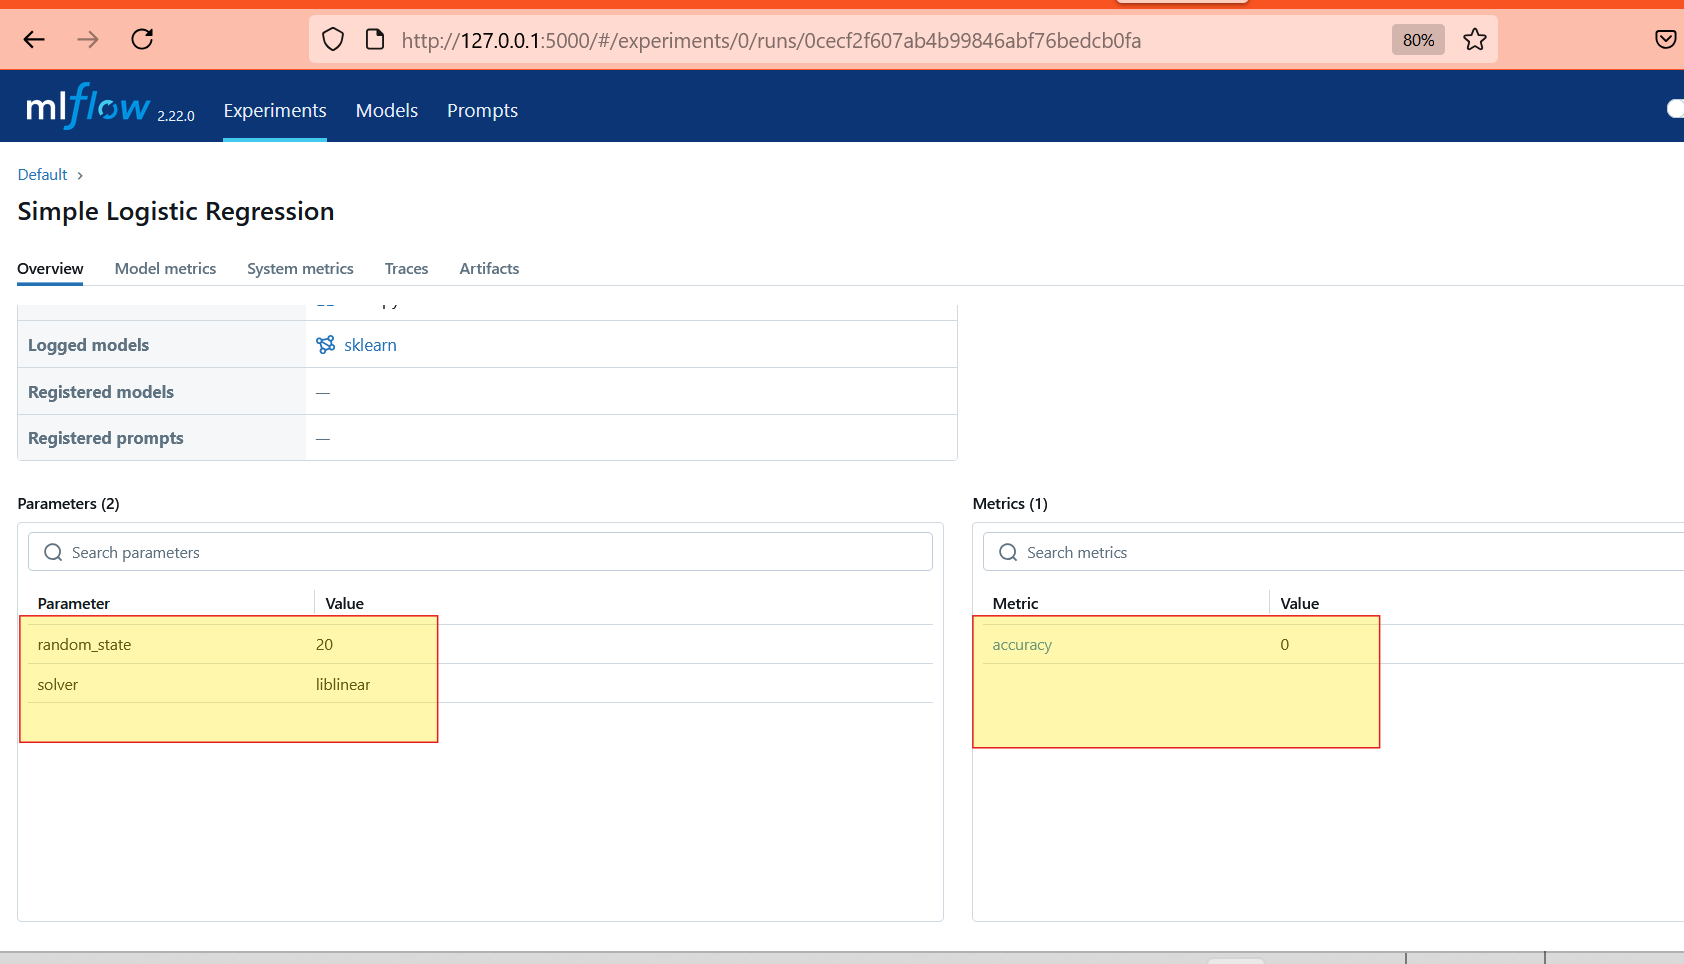 http://127.0.0.1:5000/#/experiments/0/runs/0cecf2f607ab4b99846abf76bedcb0fa 80%
mlflow 2.22.0 Experiments Models Prompts
Default ›
Simple Logistic Regression
Overview Model metrics System metrics Traces Artifacts
Logged models sklearn
Registered models —
Registered prompts —
Parameters (2) Metrics (1)
Search parameters Search metrics
Parameter Value Metric Value
random_state 20 accuracy 0
solver liblinear